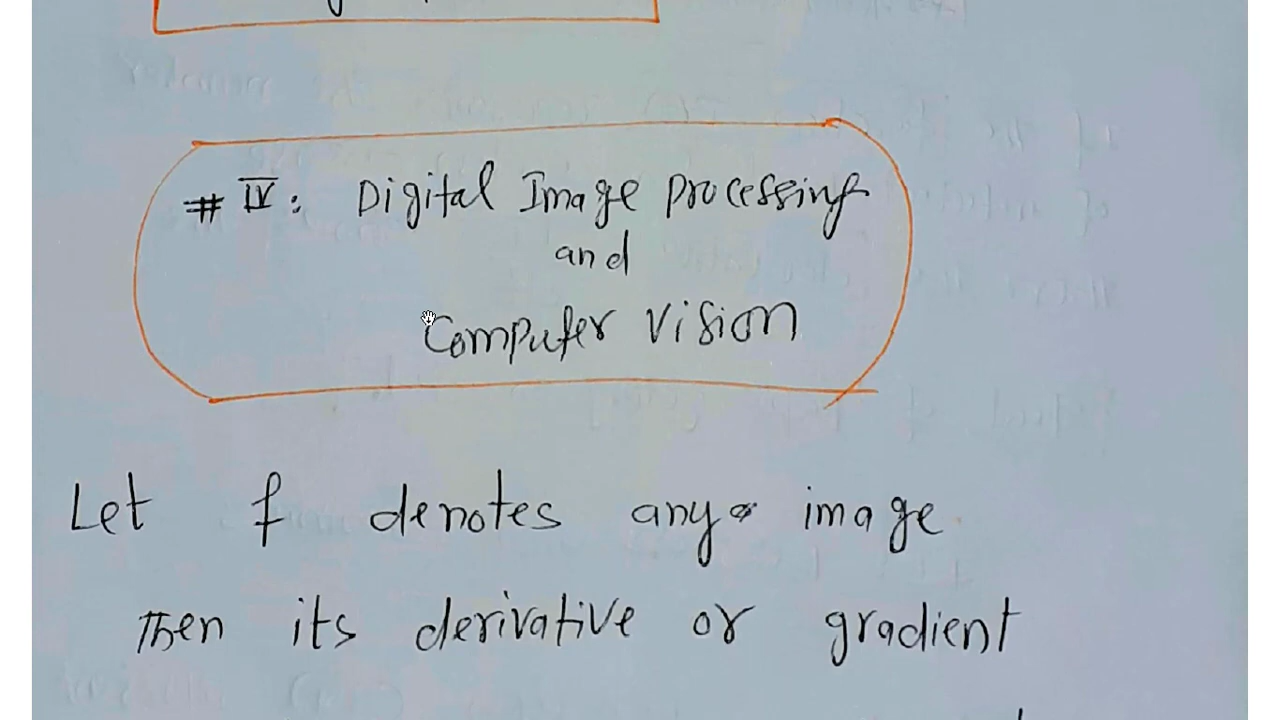 # IV: Digital Image Processing
and
Computer Vision
Let f denotes any image
Then its derivative or gradient